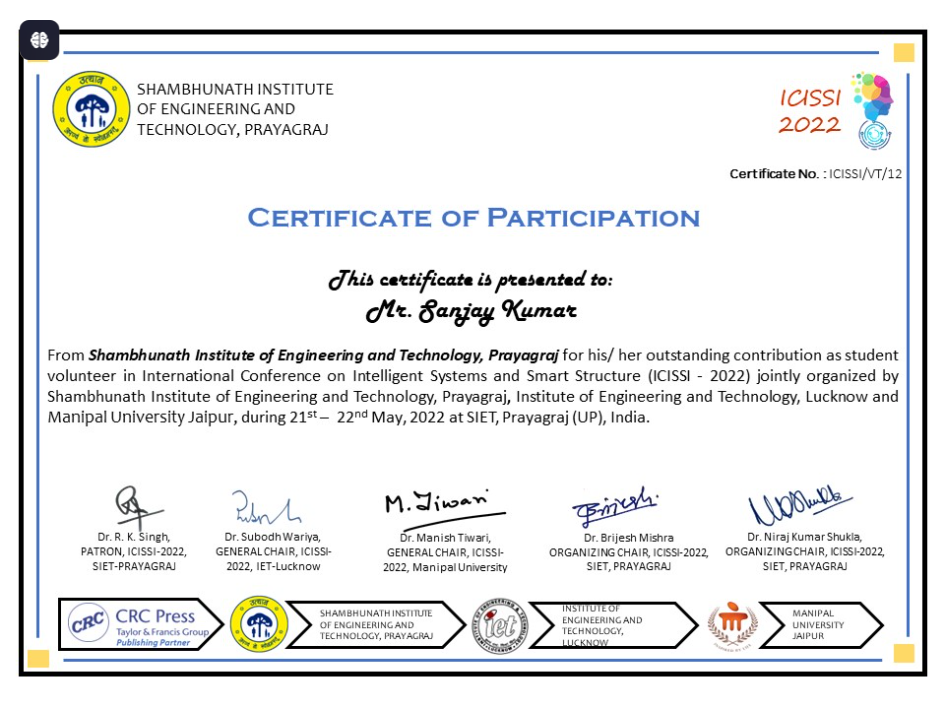 SHAMBHUNATH INSTITUTE
OF ENGINEERING AND
TECHNOLOGY, PRAYAGRAJ
उत्थान
ICISSI
2022
Certificate No. : ICISSI/VT/12
CERTIFICATE OF PARTICIPATION
This certificate is presented to:
Mr. Sanjay Kumar
From Shambhunath Institute of Engineering and Technology, Prayagraj for his/ her outstanding contribution as student
volunteer in International Conference on Intelligent Systems and Smart Structure (ICISSI - 2022) jointly organized by
Shambhunath Institute of Engineering and Technology, Prayagraj, Institute of Engineering and Technology, Lucknow and
Manipal University Jaipur, during 21st – 22nd May, 2022 at SIET, Prayagraj (UP), India.
M. Tiwari
Brijesh
Dr. R. K. Singh,
PATRON, ICISSI-2022,
SIET-PRAYAGRAJ
Dr. Subodh Wariya,
GENERAL CHAIR, ICISSI-
2022, IET-Lucknow
Dr. Manish Tiwari,
GENERAL CHAIR, ICISSI-
2022, Manipal University
Dr. Brijesh Mishra
ORGANIZING CHAIR, ICISSI-2022,
SIET, PRAYAGRAJ
Dr. Niraj Kumar Shukla,
ORGANIZING CHAIR, ICISSI-2022,
SIET, PRAYAGRAJ
CRC
CRC Press
Taylor & Francis Group
Publishing Partner
उत्थान
SHAMBHUNATH INSTITUTE
OF ENGINEERING AND
TECHNOLOGY, PRAYAGRAJ
iet
INSTITUTE OF
ENGINEERING AND
TECHNOLOGY,
LUCKNOW
MANIPAL
UNIVERSITY
JAIPUR